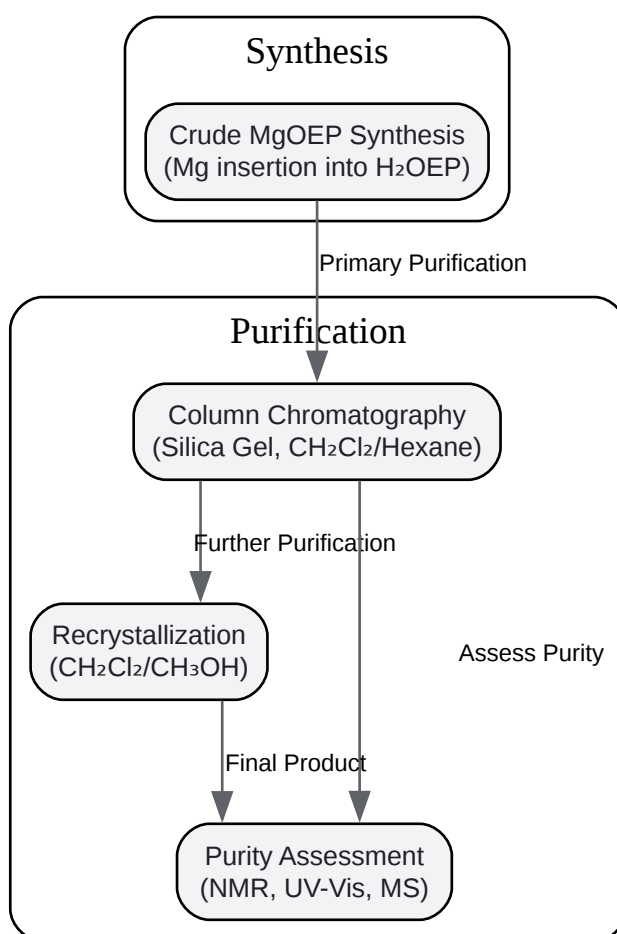 Synthesis
Crude MgOEP Synthesis
(Mg insertion into H₂OEP)
Primary Purification
Purification
Column Chromatography
(Silica Gel, CH₂Cl₂/Hexane)
Further Purification
Recrystallization
(CH₂Cl₂/CH₃OH)
Assess Purity
Final Product
Purity Assessment
(NMR, UV-Vis, MS)